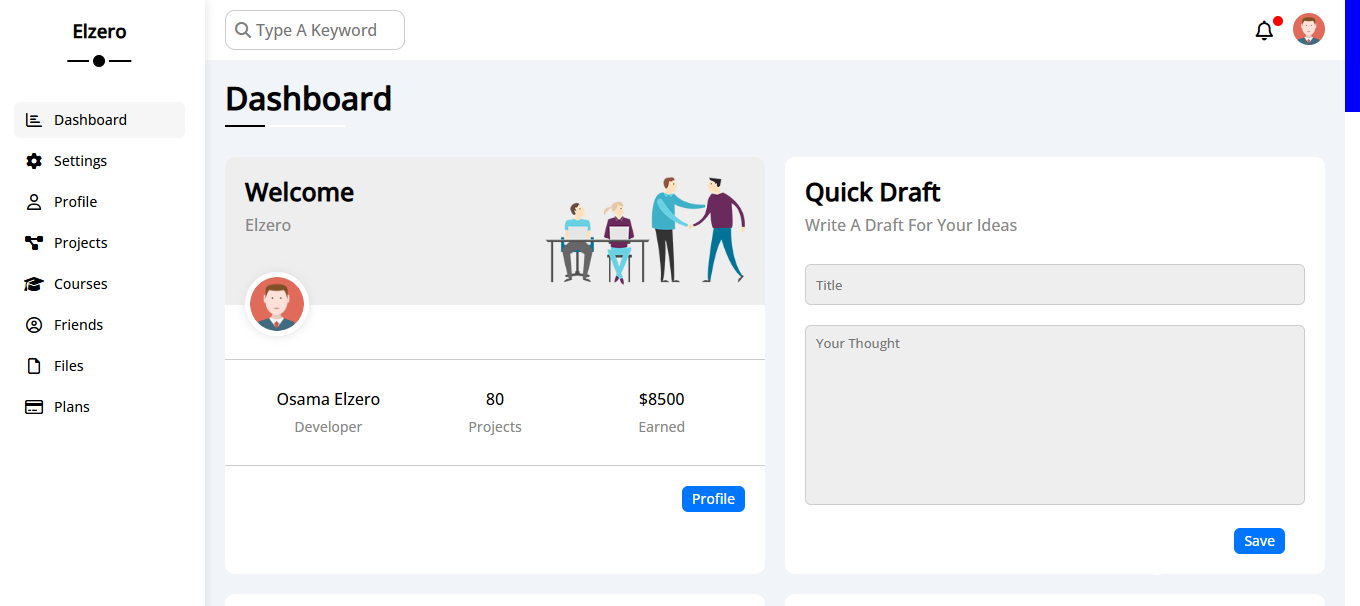 Elzero
Dashboard
Settings
Profile
Projects
Courses
Friends
Files
Plans
Type A Keyword
Dashboard
Welcome
Elzero
Osama Elzero
Developer
80
Projects
$8500
Earned
Profile
Quick Draft
Write A Draft For Your Ideas
Title
Your Thought
Save